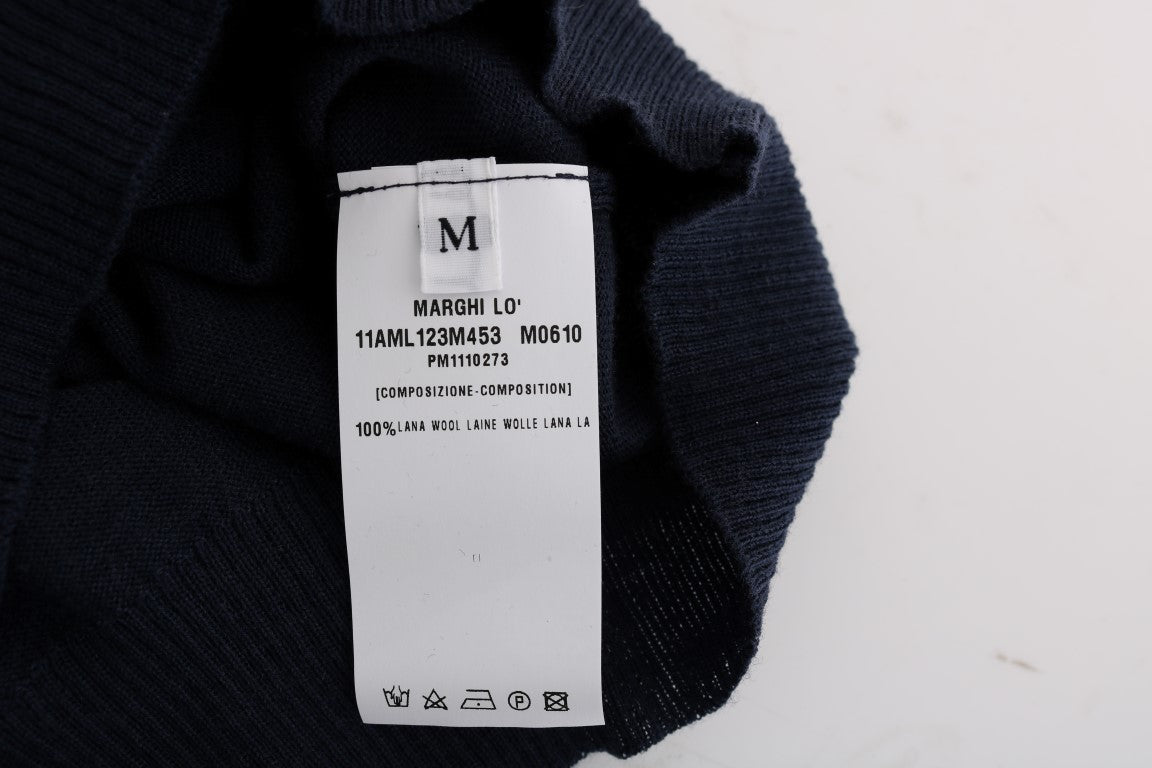 M
MARGHI LO'
11AML123M453 M0610
PM1110273
[COMPOSIZIONE-COMPOSITION]
100% LANA WOOL LAINE WOLLE LANA LA
P